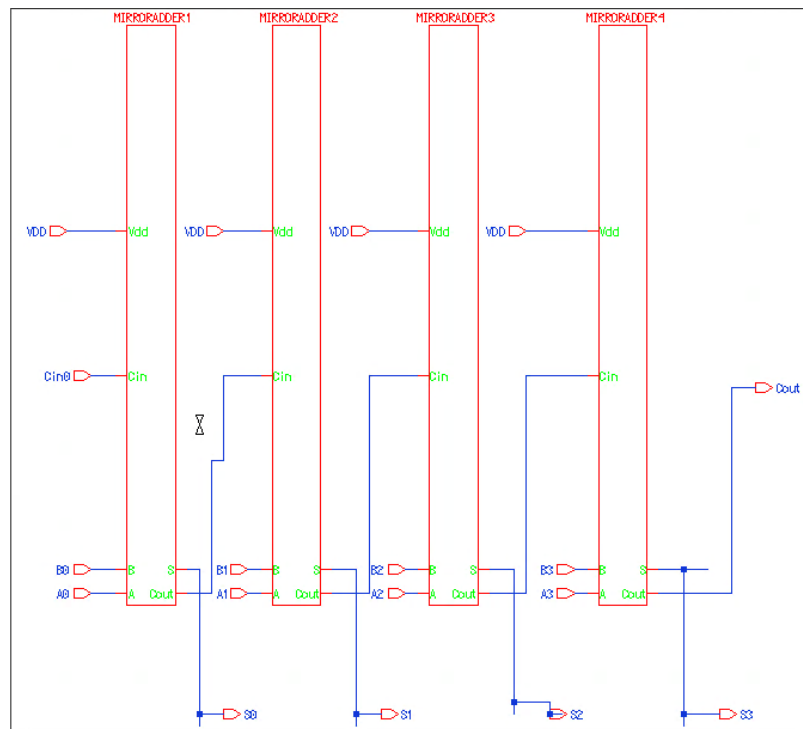 MIRRORADDER1 MIRRORADDER2 MIRRORADDER3 MIRRORADDER4
VDD Vdd VDD Vdd VDD Vdd VDD Vdd
Cin0 Cin Cin Cin Cin
Cout
B0 B S B1 B S B2 B S B3 B S
A0 A Cout A1 A Cout A2 A Cout A3 A Cout
S0 S1 S2 S3